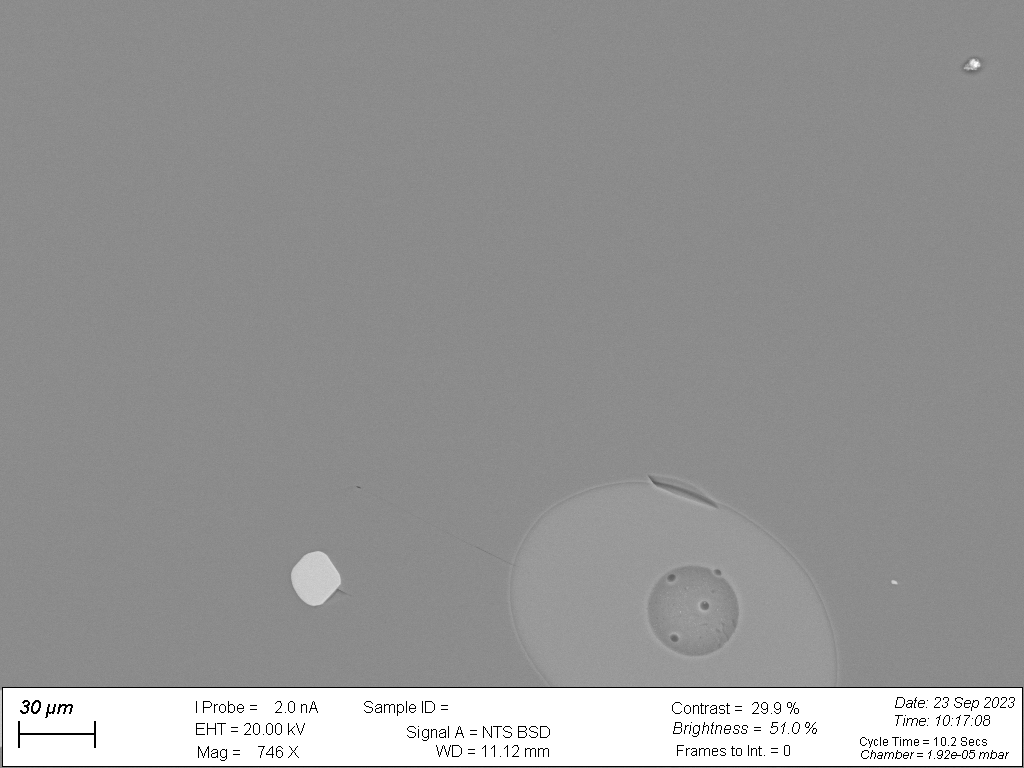 30 µm
I Probe = 2.0 nA
EHT = 20.00 kV
Mag = 746 X
Sample ID =
Signal A = NTS BSD
WD = 11.12 mm
Contrast = 29.9 %
Brightness = 51.0 %
Frames to Int. = 0
Date: 23 Sep 2023
Time: 10:17:08
Cycle Time = 10.2 Secs
Chamber = 1.92e-05 mbar